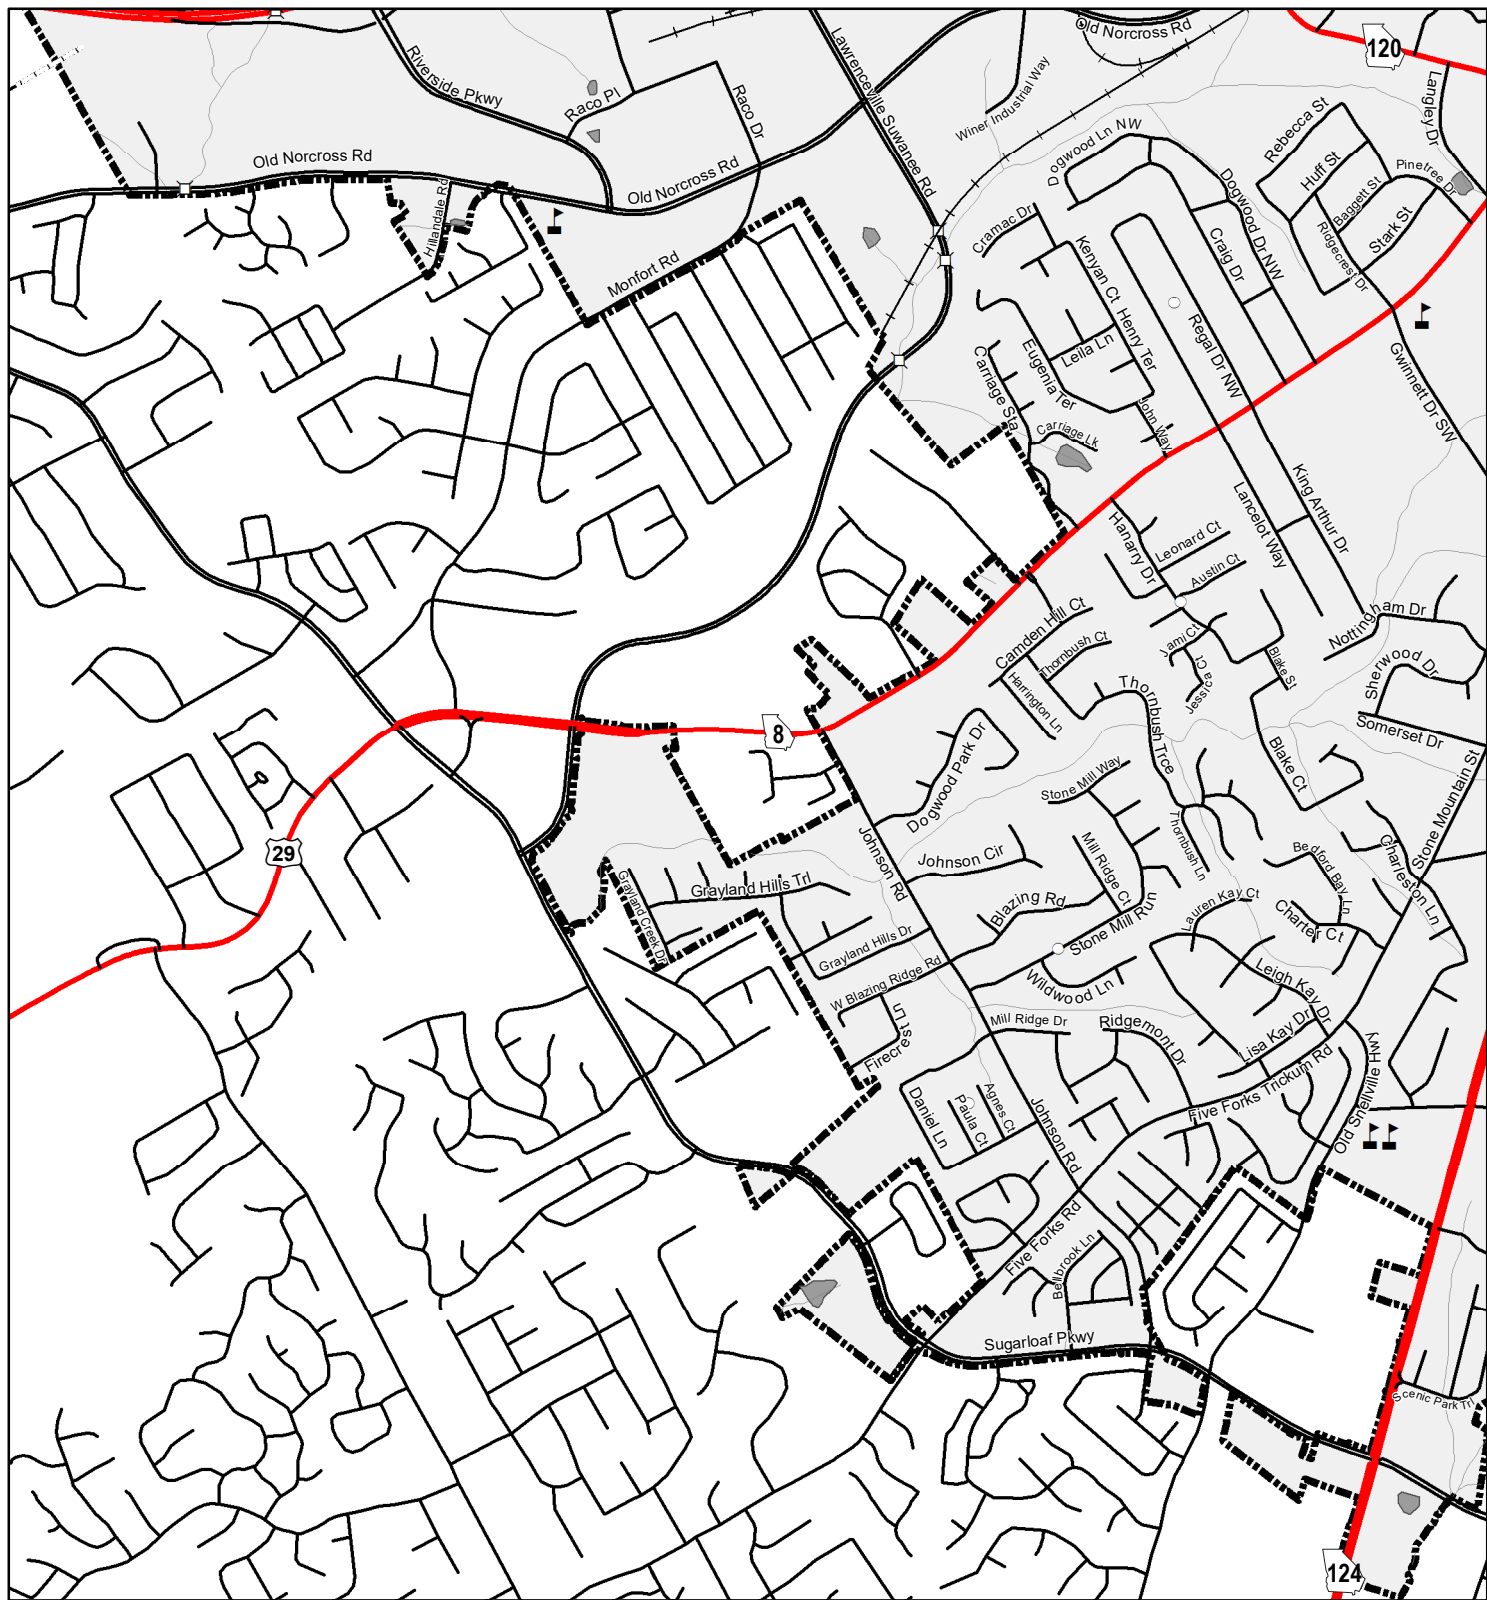 Old Norcross Rd
120
Lawrenceville Suwanee Rd
Riverside Pkwy
Raco Pl
Raco Dr
Winer Industrial Way
Langley Dr
Rebecca St
Dogwood Ln NW
Huff St
Pinetree Dr
Baggett St
Old Norcross Rd
Old Norcross Rd
Hillandale Rd
Dogwood Dr NW
Stark St
Ridgecrest Dr
Cramac Dr
Craig Dr
Kenyan Ct
Monfort Rd
Henry Ter
Regal Dr NW
Leila Ln
Eugenia Ter
Carriage Sta
Gwinnett Dr SW
John Way
Carriage Lk
King Arthur Dr
Lancelot Way
Hanarry Dr
Leonard Ct
Austin Ct
Camden Hill Ct
Nottingham Dr
Thornbush Ct
Jami Ct
Jessica Ct
Blake St
Sherwood Dr
Harrington Ln
Thornbush Trce
Somerset Dr
8
Dogwood Park Dr
Blake Ct
Stone Mill Way
Stone Mountain St
29
Johnson Rd
Johnson Cir
Thornbush Ln
Mill Ridge Ct
Bedford Bay Ln
Charleston Ln
Grayland Hills Trl
Grayland Creek Dr
Blazing Rd
Lauren Kay Ct
Charter Ct
Stone Mill Run
Grayland Hills Dr
W Blazing Ridge Rd
Wildwood Ln
Leigh Kay Dr
Firecrest Ln
Mill Ridge Dr
Ridgemont Dr
Lisa Kay Dr
Five Forks Trickum Rd
Old Snellville Hwy
Daniel Ln
Paula Ct
Agnes Ct
Johnson Rd
Five Forks Rd
Bellbrook Ln
Sugarloaf Pkwy
Scenic Park Trl
124